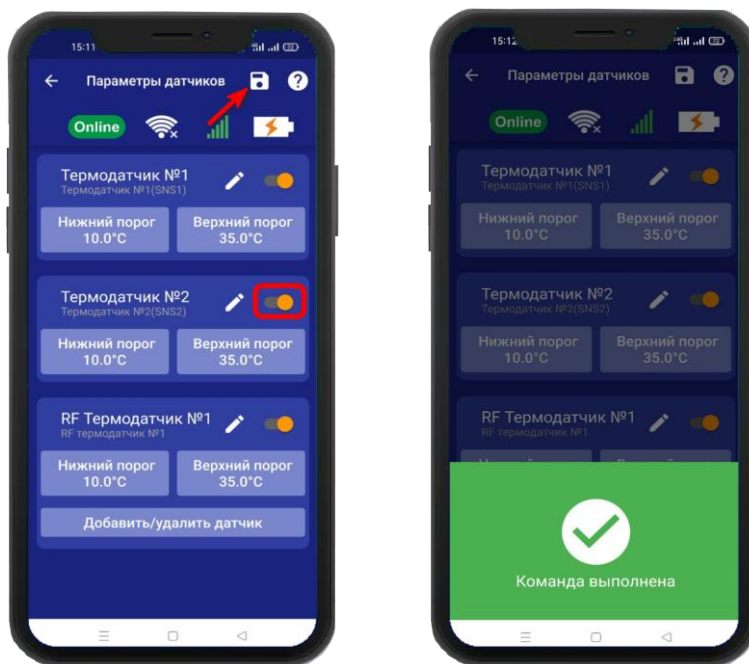 15:11
77
Параметры датчиков
?
Online
Термодатчик №1
Термодатчик №1(SNS1)
Нижний порог Верхний порог
10.0°C 35.0°C
Термодатчик №2
Термодатчик №2(SNS2)
Нижний порог Верхний порог
10.0°C 35.0°C
RF Термодатчик №1
RF термодатчик №1
Нижний порог Верхний порог
10.0°C 35.0°C
Добавить/удалить датчик
15:12
Параметры датчиков
?
Online
Термодатчик №1
Термодатчик №1(SNS1)
Нижний порог Верхний порог
10.0°C 35.0°C
Термодатчик №2
Термодатчик №2(SNS2)
Нижний порог Верхний порог
10.0°C 35.0°C
RF Термодатчик №1
RF термодатчик №1
Команда выполнена